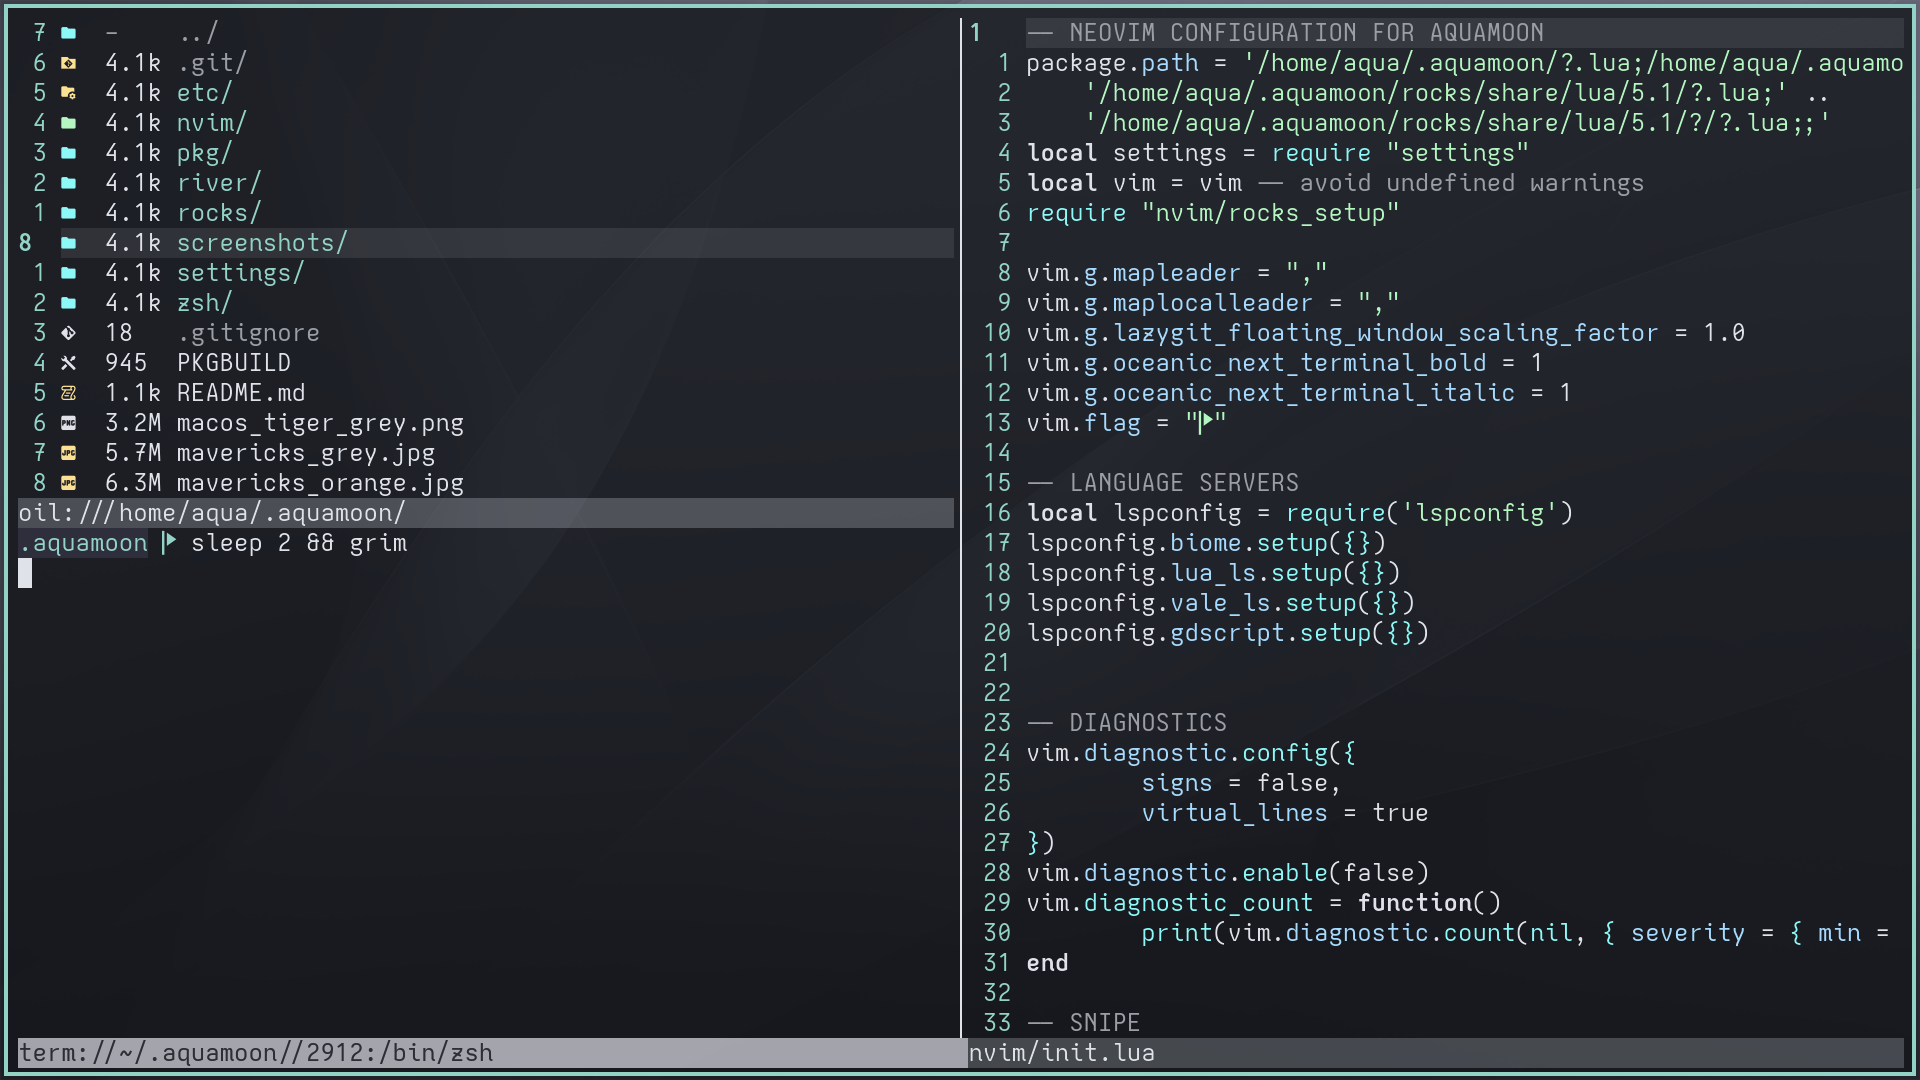 7 - ../
6 4.1k .git/
5 4.1k etc/
4 4.1k nvim/
3 4.1k pkg/
2 4.1k river/
1 4.1k rocks/
8 4.1k screenshots/
1 4.1k settings/
2 4.1k zsh/
3 18 .gitignore
4 945 PKGBUILD
5 1.1k README.md
6 PNG 3.2M macos_tiger_grey.png
7 JPG 5.7M mavericks_grey.jpg
8 JPG 6.3M mavericks_orange.jpg
oil:///home/aqua/.aquamoon/
.aquamoon sleep 2 && grim
term://~/.aquamoon//2912:/bin/zsh
1 -- NEOVIM CONFIGURATION FOR AQUAMOON
1 package.path = '/home/aqua/.aquamoon/?.lua;/home/aqua/.aquamo
2 '/home/aqua/.aquamoon/rocks/share/lua/5.1/?.lua;' ..
3 '/home/aqua/.aquamoon/rocks/share/lua/5.1/?/?.lua;;'
4 local settings = require "settings"
5 local vim = vim -- avoid undefined warnings
6 require "nvim/rocks_setup"
7
8 vim.g.mapleader = ","
9 vim.g.maplocalleader = ","
10 vim.g.lazygit_floating_window_scaling_factor = 1.0
11 vim.g.oceanic_next_terminal_bold = 1
12 vim.g.oceanic_next_terminal_italic = 1
13 vim.flag = ""
14
15 -- LANGUAGE SERVERS
16 local lspconfig = require('lspconfig')
17 lspconfig.biome.setup({})
18 lspconfig.lua_ls.setup({})
19 lspconfig.vale_ls.setup({})
20 lspconfig.gdscript.setup({})
21
22
23 -- DIAGNOSTICS
24 vim.diagnostic.config({
25 signs = false,
26 virtual_lines = true
27 })
28 vim.diagnostic.enable(false)
29 vim.diagnostic_count = function()
30 print(vim.diagnostic.count(nil, { severity = { min =
31 end
32
33 -- SNIPE
nvim/init.lua